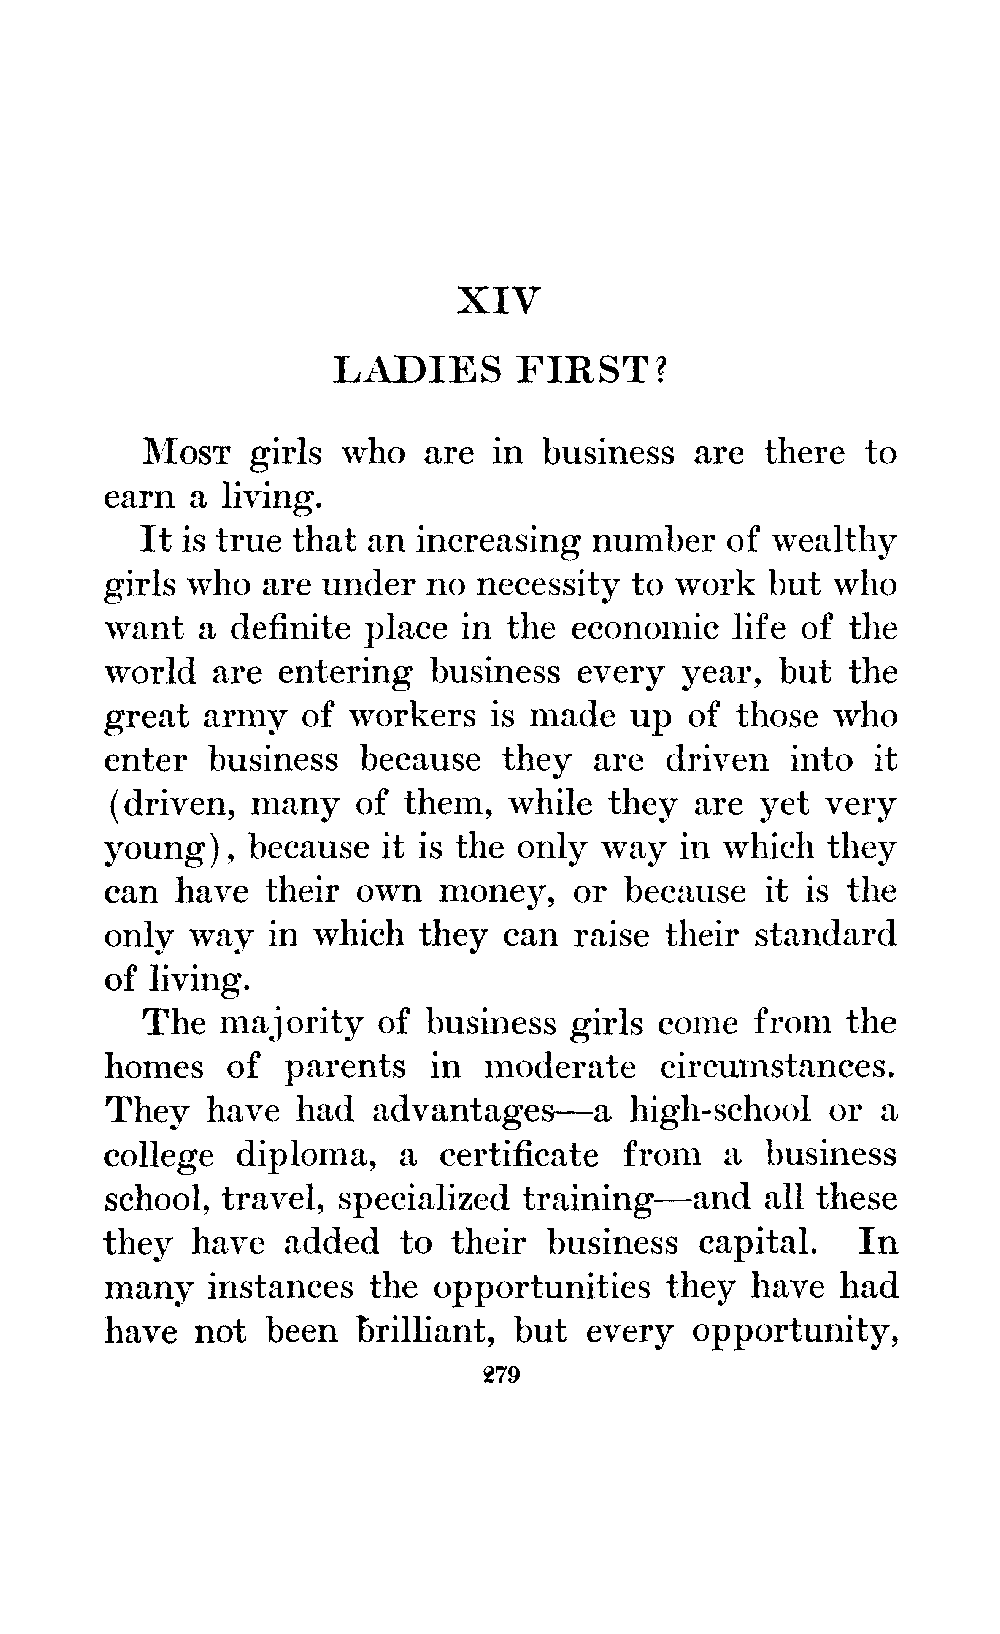 XIV
LADIES FIRST?
MOST girls who are in business are there to
earn a living.
It is true that an increasing number of wealthy
girls who are under no necessity to work but who
want a definite place in the economic life of the
world are entering business every year, but the
great army of workers is made up of those who
enter business because they are driven into it
(driven, many of them, while they are yet very
young), because it is the only way in which they
can have their own money, or because it is the
only way in which they can raise their standard
of living.
The majority of business girls come from the
homes of parents in moderate circumstances.
They have had advantages—a high-school or a
college diploma, a certificate from a business
school, travel, specialized training—and all these
they have added to their business capital. In
many instances the opportunities they have had
have not been brilliant, but every opportunity,
279